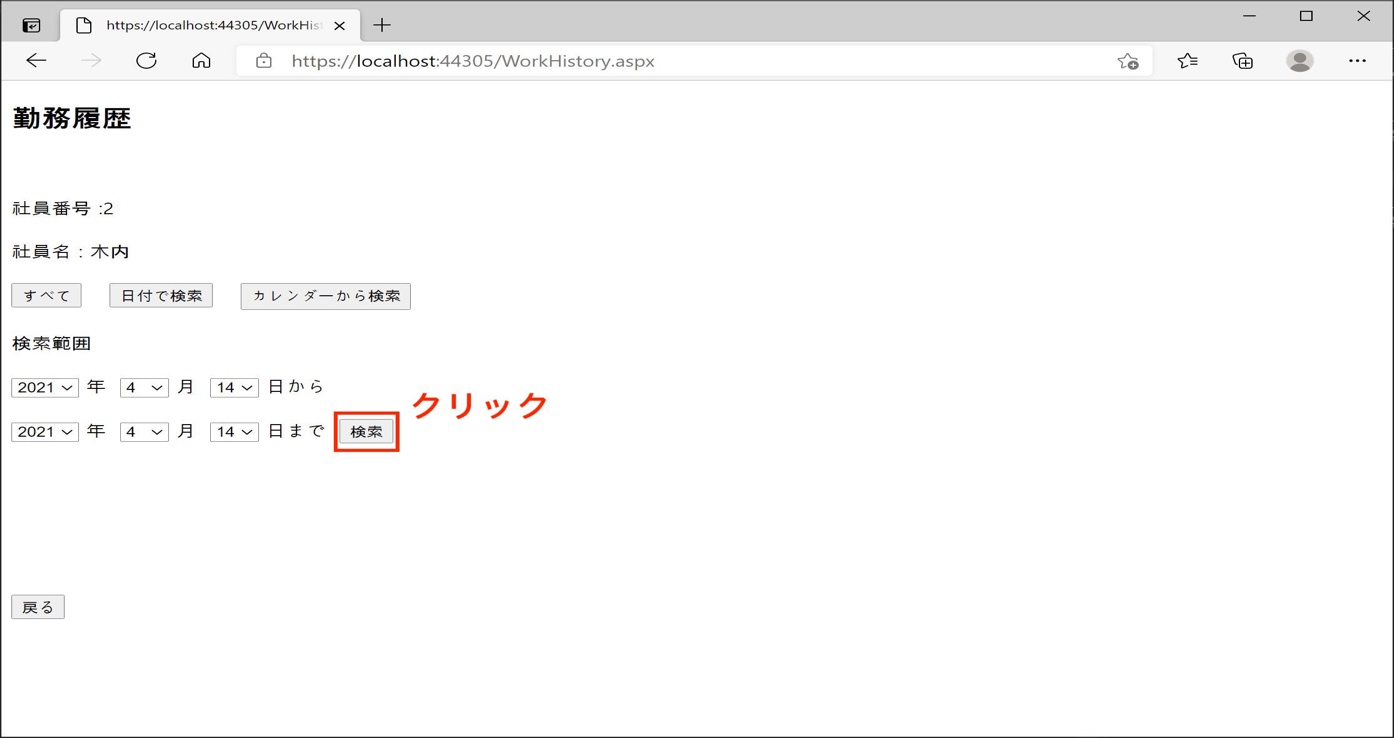 https://localhost:44305/WorkHist
https://localhost:44305/WorkHistory.aspx
勤務履歴
社員番号 :2
社員名 : 木内
すべて 日付で検索 カレンダーから検索
検索範囲
2021 年 4 月 14 日から
クリック
2021 年 4 月 14 日まで 検索
戻る